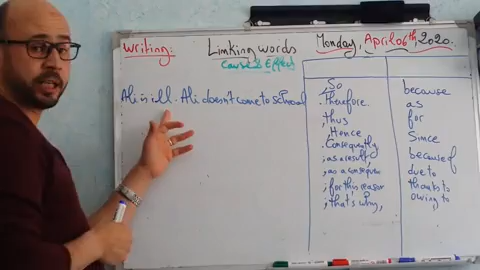 Writing: Linking words Monday, April 06th, 2020.
Cause & Effect
Ali is ill. Ali doesn't come to school
, So
. Therefore.
, thus
, Hence
. Consequently
; as a result,
; as a consequen
; for this reason
; that's why,
because
as
for
Since
because of
due to
thanks to
owing to